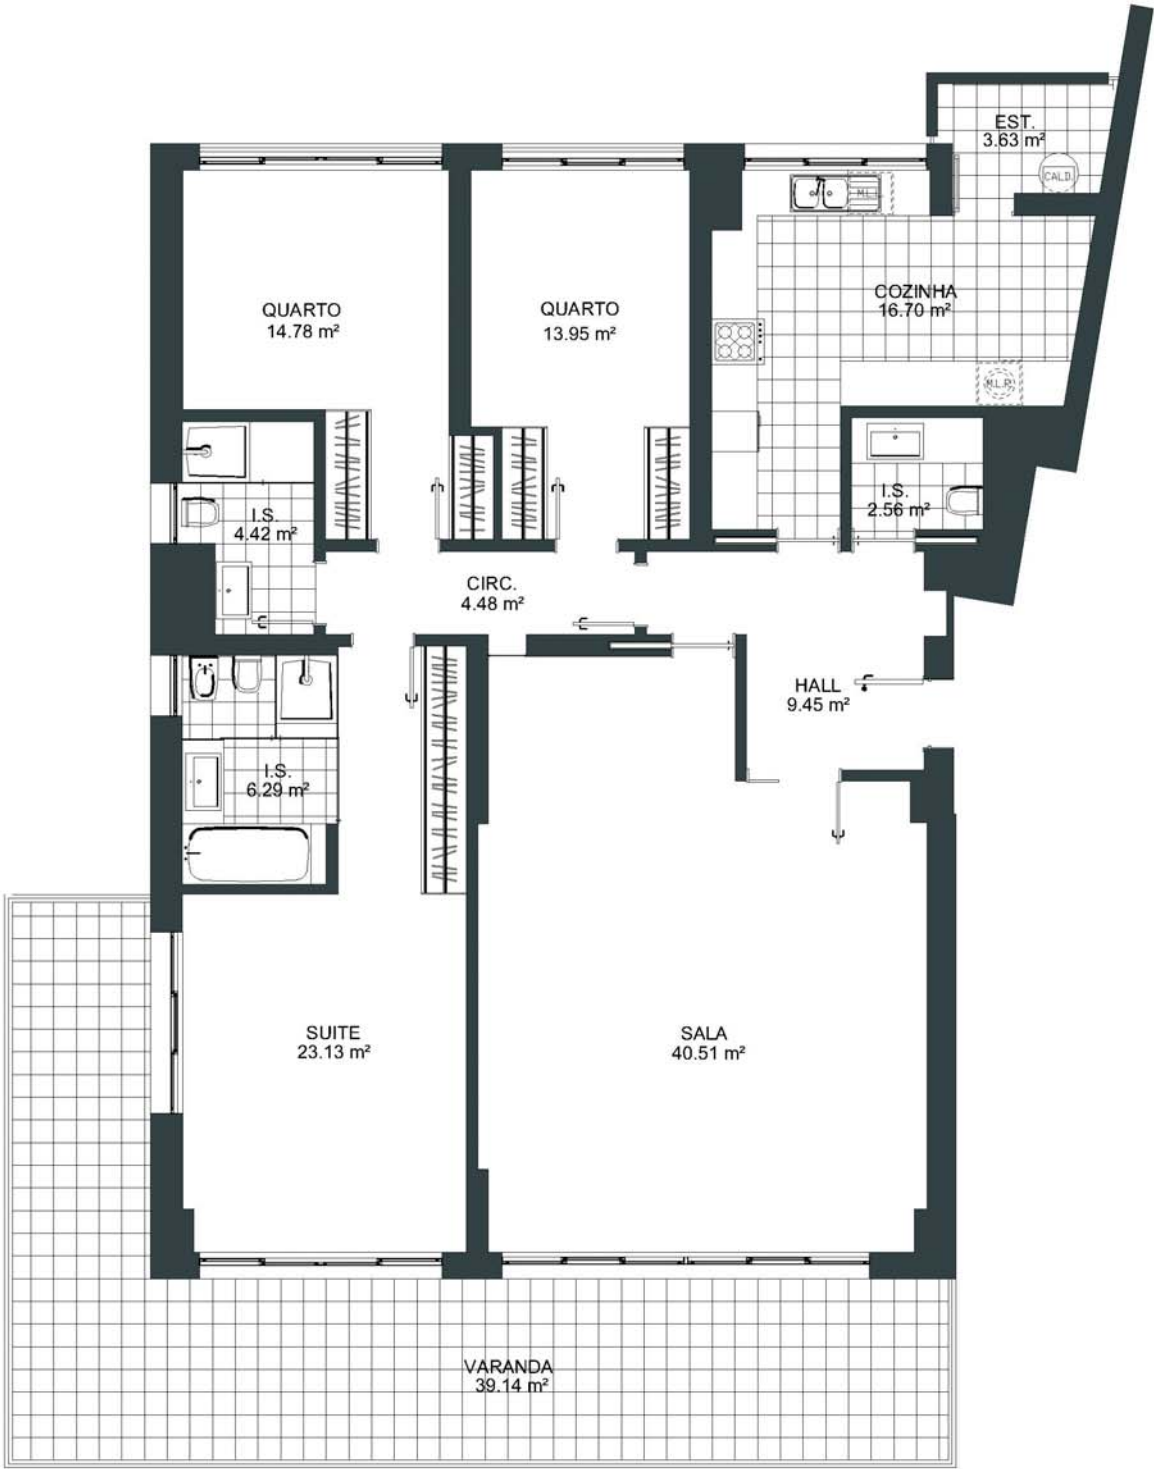 EST.
3.63 m²
CALD.
M.L.
COZINHA
16.70 m²
QUARTO
14.78 m²
QUARTO
13.95 m²
M.L.R.
I.S.
2.56 m²
I.S.
4.42 m²
CIRC.
4.48 m²
HALL
9.45 m²
I.S.
6.29 m²
SUITE
23.13 m²
SALA
40.51 m²
VARANDA
39.14 m²